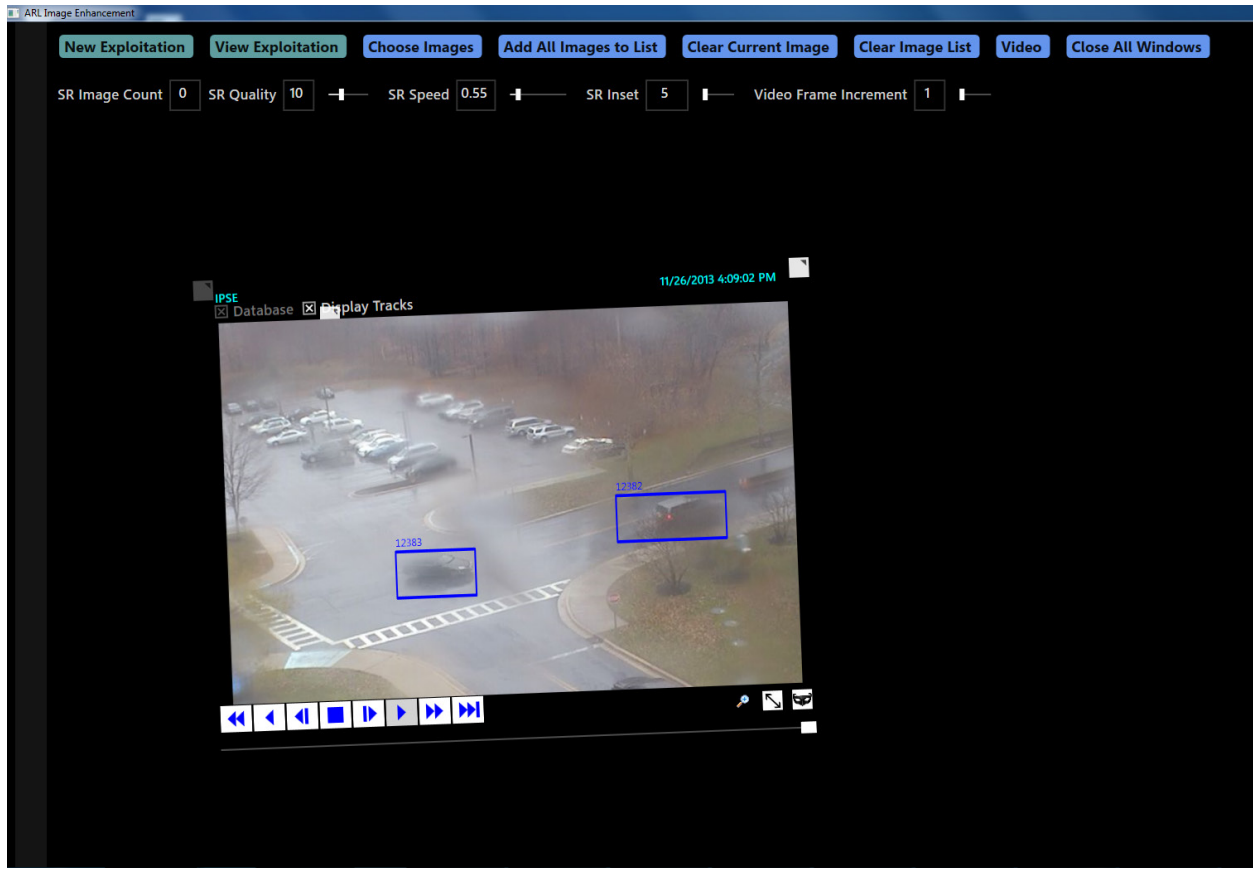 ARL Image Enhancement
New Exploitation View Exploitation Choose Images Add All Images to List Clear Current Image Clear Image List Video Close All Windows
SR Image Count 0 SR Quality 10 SR Speed 0.55 SR Inset 5 Video Frame Increment 1
11/26/2013 4:09:02 PM
IPSE
Database Display Tracks
12382
12383